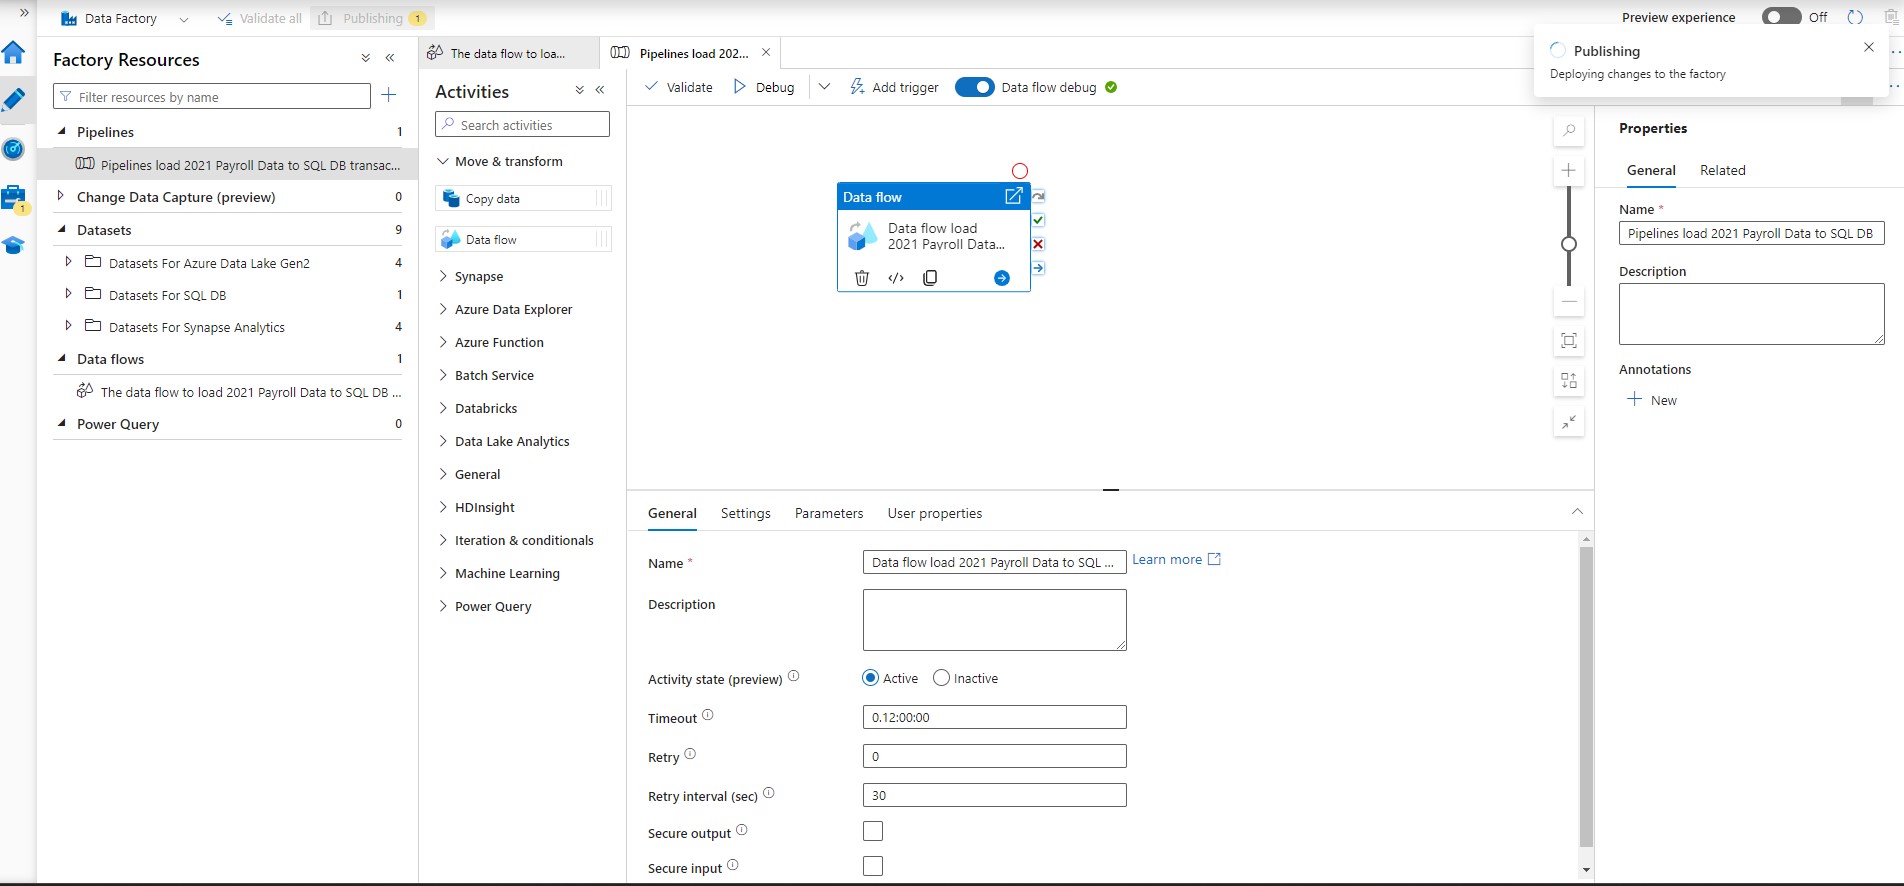 Data Factory
Validate all
Publishing 1
Preview experience
Off
Publishing
Deploying changes to the factory
Factory Resources
Filter resources by name
Pipelines 1
Pipelines load 2021 Payroll Data to SQL DB transac...
Change Data Capture (preview) 0
Datasets 9
Datasets For Azure Data Lake Gen2 4
Datasets For SQL DB 1
Datasets For Synapse Analytics 4
Data flows 1
The data flow to load 2021 Payroll Data to SQL DB ...
Power Query 0
1
The data flow to loa...
Pipelines load 202...
Activities
Search activities
Move & transform
Copy data
Data flow
Synapse
Azure Data Explorer
Azure Function
Batch Service
Databricks
Data Lake Analytics
General
HDInsight
Iteration & conditionals
Machine Learning
Power Query
Validate
Debug
Add trigger
Data flow debug
Data flow
Data flow load
2021 Payroll Data...
General Settings Parameters User properties
Name *
Data flow load 2021 Payroll Data to SQL ...
Learn more
Description
Activity state (preview)
Active
Inactive
Timeout
0.12:00:00
Retry
0
Retry interval (sec)
30
Secure output
Secure input
Properties
General Related
Name *
Pipelines load 2021 Payroll Data to SQL DB
Description
Annotations
New